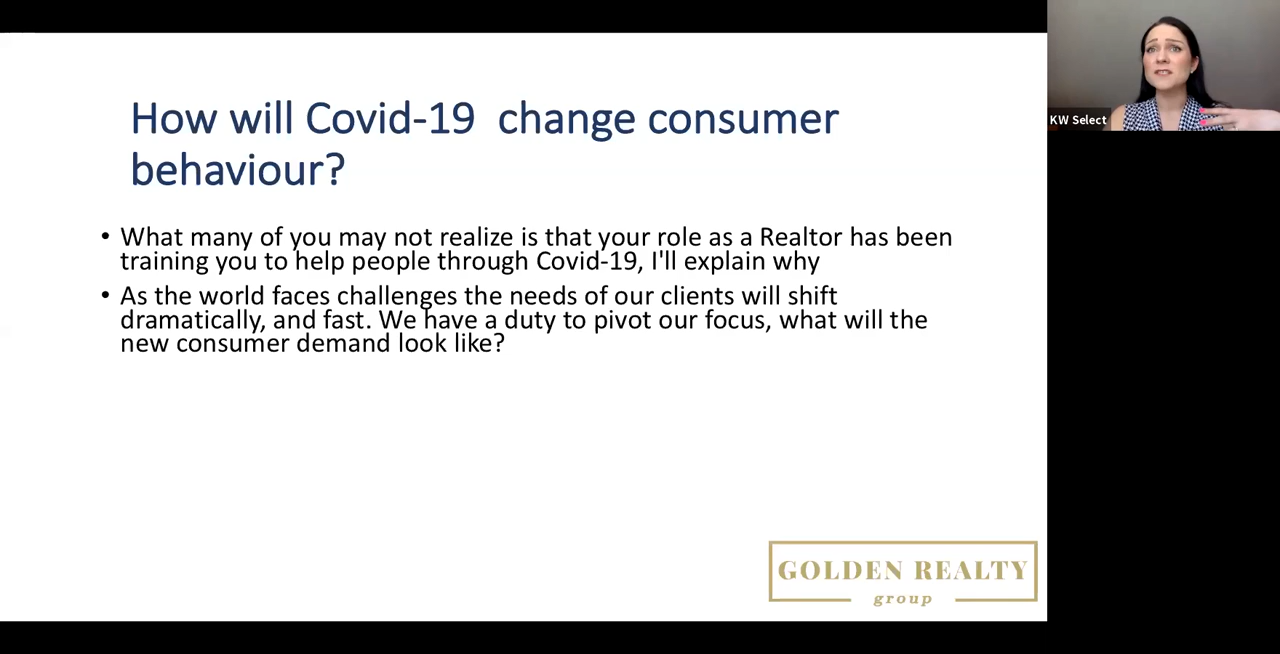 How will Covid-19  change consumer
behaviour?
• What many of you may not realize is that your role as a Realtor has been
training you to help people through Covid-19, I'll explain why
• As the world faces challenges the needs of our clients will shift
dramatically, and fast. We have a duty to pivot our focus, what will the
new consumer demand look like?
KW Select
GOLDEN REALTY
group